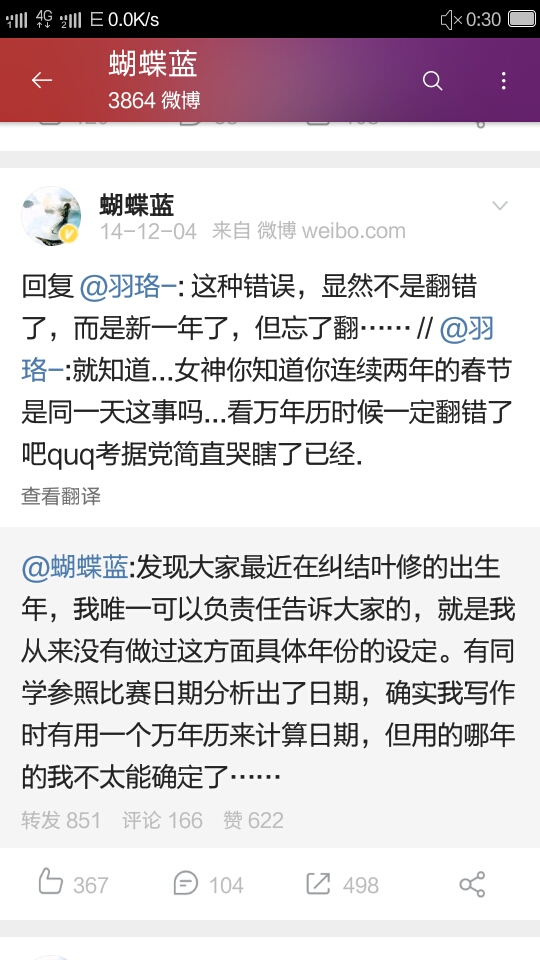 1 4G 2 E 0.0K/s 0:30
蝴蝶蓝
3864 微博
蝴蝶蓝
14-12-04 来自 微博 weibo.com
回复 @羽珞-: 这种错误，显然不是翻错
了，而是新一年了，但忘了翻…… // @羽
珞-:就知道...女神你知道你连续两年的春节
是同一天这事吗...看万年历时候一定翻错了
吧quq考据党简直哭瞎了已经.
查看翻译
@蝴蝶蓝:发现大家最近在纠结叶修的出生
年，我唯一可以负责任告诉大家的，就是我
从来没有做过这方面具体年份的设定。有同
学参照比赛日期分析出了日期，确实我写作
时有用一个万年历来计算日期，但用的哪年
的我不太能确定了……
转发 851 评论 166 赞 622
367 104 498